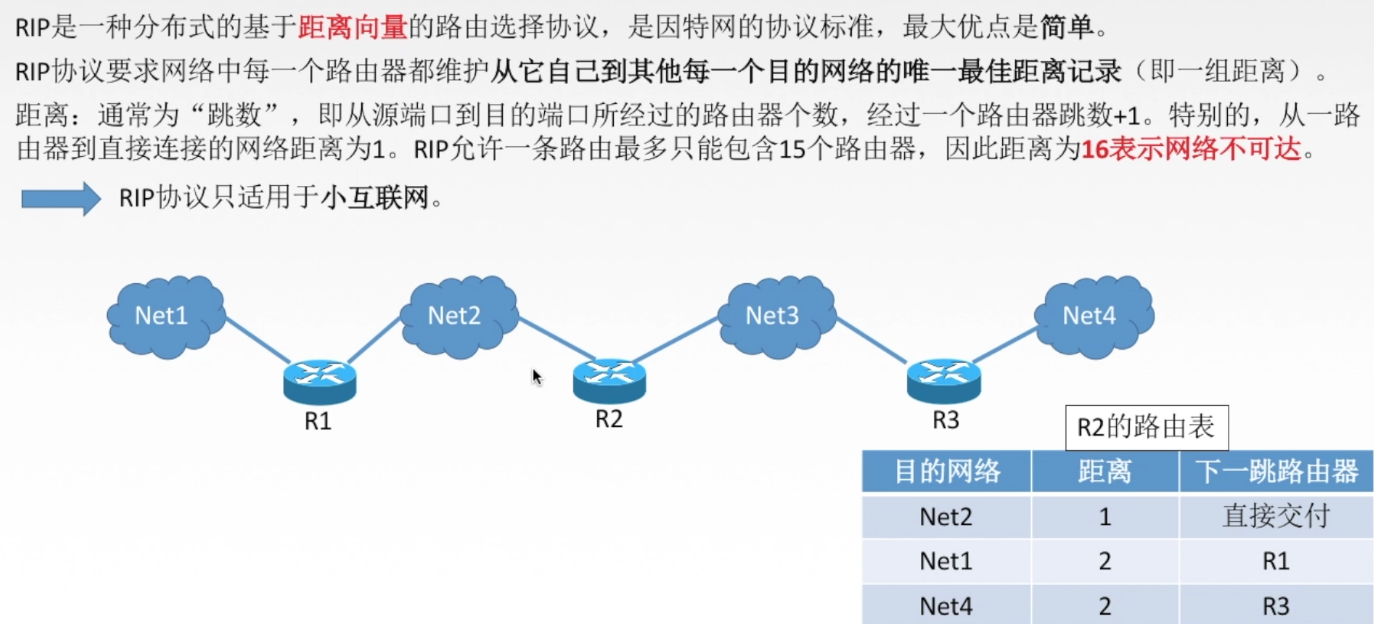 RIP是一种分布式的基于距离向量的路由选择协议，是因特网的协议标准，最大优点是简单。
RIP协议要求网络中每一个路由器都维护从它自己到其他每一个目的网络的唯一最佳距离记录（即一组距离）。
距离：通常为“跳数”，即从源端口到目的端口所经过的路由器个数，经过一个路由器跳数+1。特别的，从一路
由器到直接连接的网络距离为1。RIP允许一条路由最多只能包含15个路由器，因此距离为16表示网络不可达。
RIP协议只适用于小互联网。
Net1 Net2 Net3 Net4
R1 R2 R3
R2的路由表
目的网络 距离 下一跳路由器
Net2 1 直接交付
Net1 2 R1
Net4 2 R3